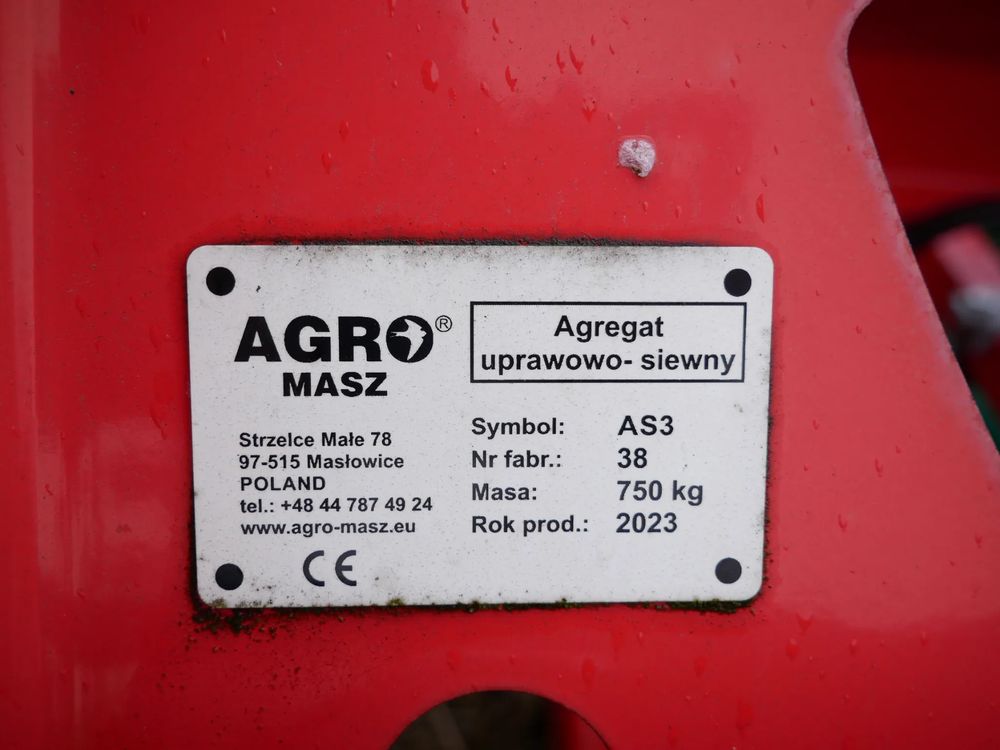 AGRO®
MASZ
Strzelce Małe 78
97-515 Masłowice
POLAND
tel.: +48 44 787 49 24
www.agro-masz.eu
CE
Agregat
uprawowo- siewny
Symbol: AS3
Nr fabr.: 38
Masa: 750 kg
Rok prod.: 2023